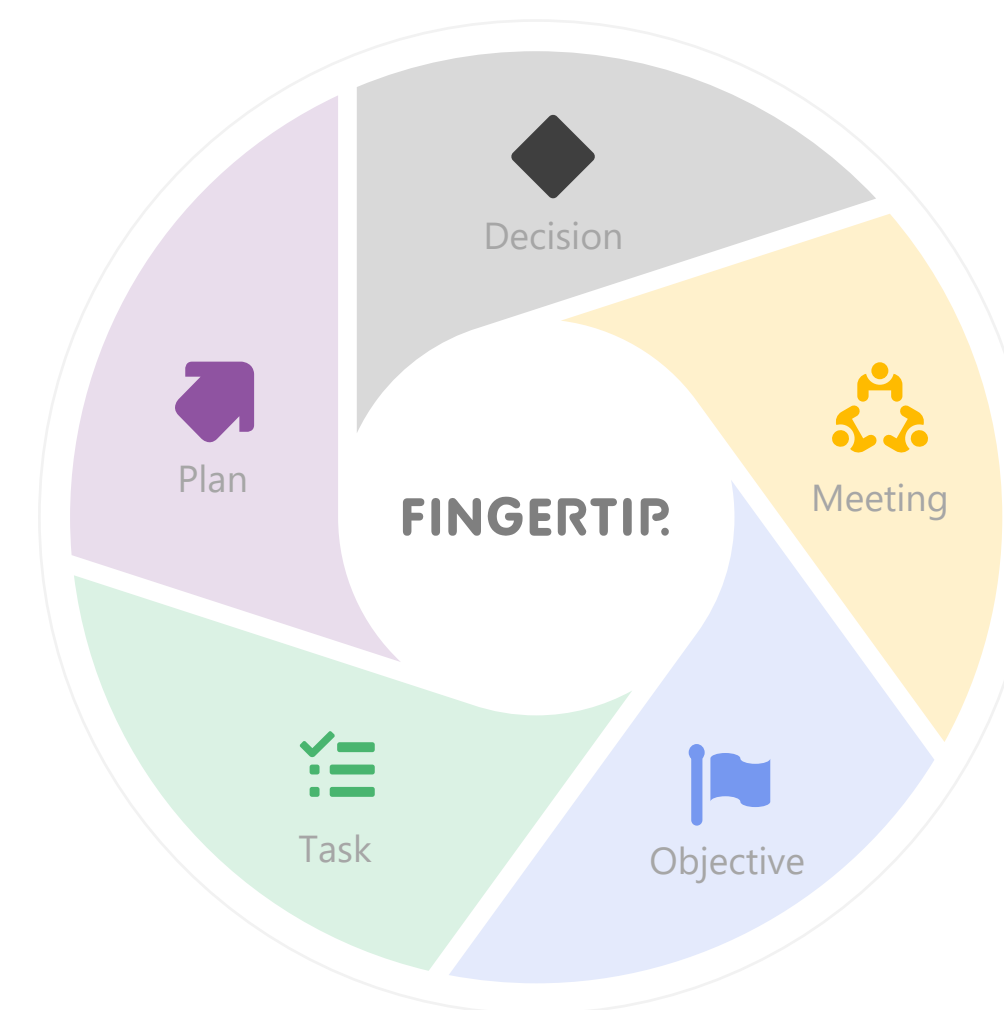 Decision
Meeting
Plan
FINGERTIP.
Task
Objective